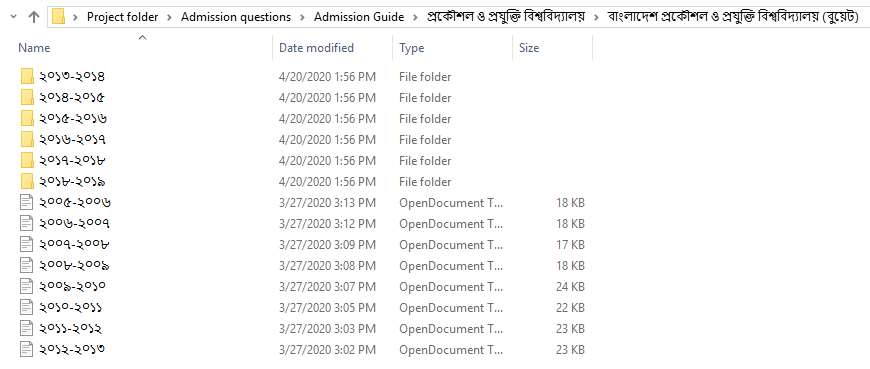 Project folder > Admission questions > Admission Guide > প্রকৌশল ও প্রযুক্তি বিশ্ববিদ্যালয় > বাংলাদেশ প্রকৌশল ও প্রযুক্তি বিশ্ববিদ্যালয় (বুয়েট)
Name Date modified Type Size
২০১৩-২০১৪ 4/20/2020 1:56 PM File folder
২০১৪-২০১৫ 4/20/2020 1:56 PM File folder
২০১৫-২০১৬ 4/20/2020 1:56 PM File folder
২০১৬-২০১৭ 4/20/2020 1:56 PM File folder
২০১৭-২০১৮ 4/20/2020 1:56 PM File folder
২০১৮-২০১৯ 4/20/2020 1:56 PM File folder
২০০৫-২০০৬ 3/27/2020 3:13 PM OpenDocument T... 18 KB
২০০৬-২০০৭ 3/27/2020 3:12 PM OpenDocument T... 18 KB
২০০৭-২০০৮ 3/27/2020 3:09 PM OpenDocument T... 17 KB
২০০৮-২০০৯ 3/27/2020 3:08 PM OpenDocument T... 18 KB
২০০৯-২০১০ 3/27/2020 3:07 PM OpenDocument T... 24 KB
২০১০-২০১১ 3/27/2020 3:05 PM OpenDocument T... 22 KB
২০১১-২০১২ 3/27/2020 3:03 PM OpenDocument T... 23 KB
২০১২-২০১৩ 3/27/2020 3:02 PM OpenDocument T... 23 KB